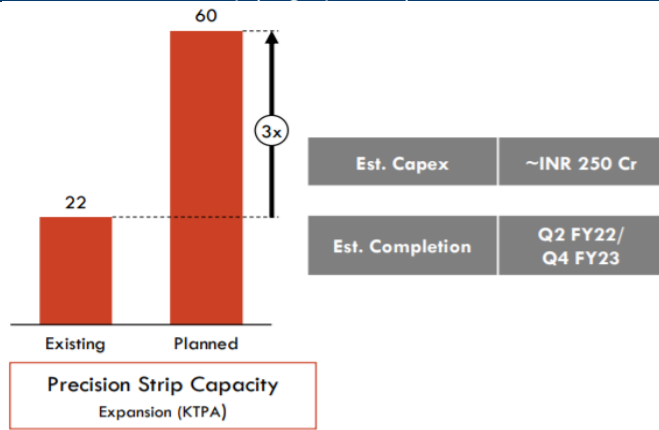 60
3x
22
Existing
Planned
Precision Strip Capacity
Expansion (KTPA)
Est. Capex
~INR 250 Cr
Est. Completion
Q2 FY22/
Q4 FY23